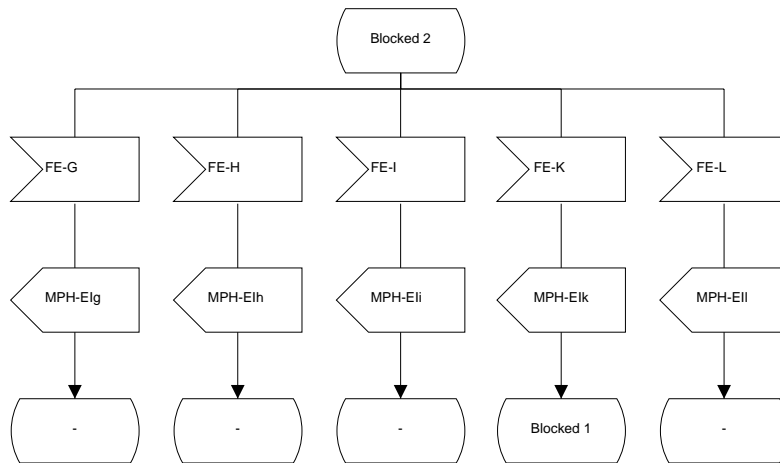 Blocked 2
FE-G
FE-H
FE-I
FE-K
FE-L
MPH-EIg
MPH-EIh
MPH-EIi
MPH-EIk
MPH-EIl
-
-
-
Blocked 1
-